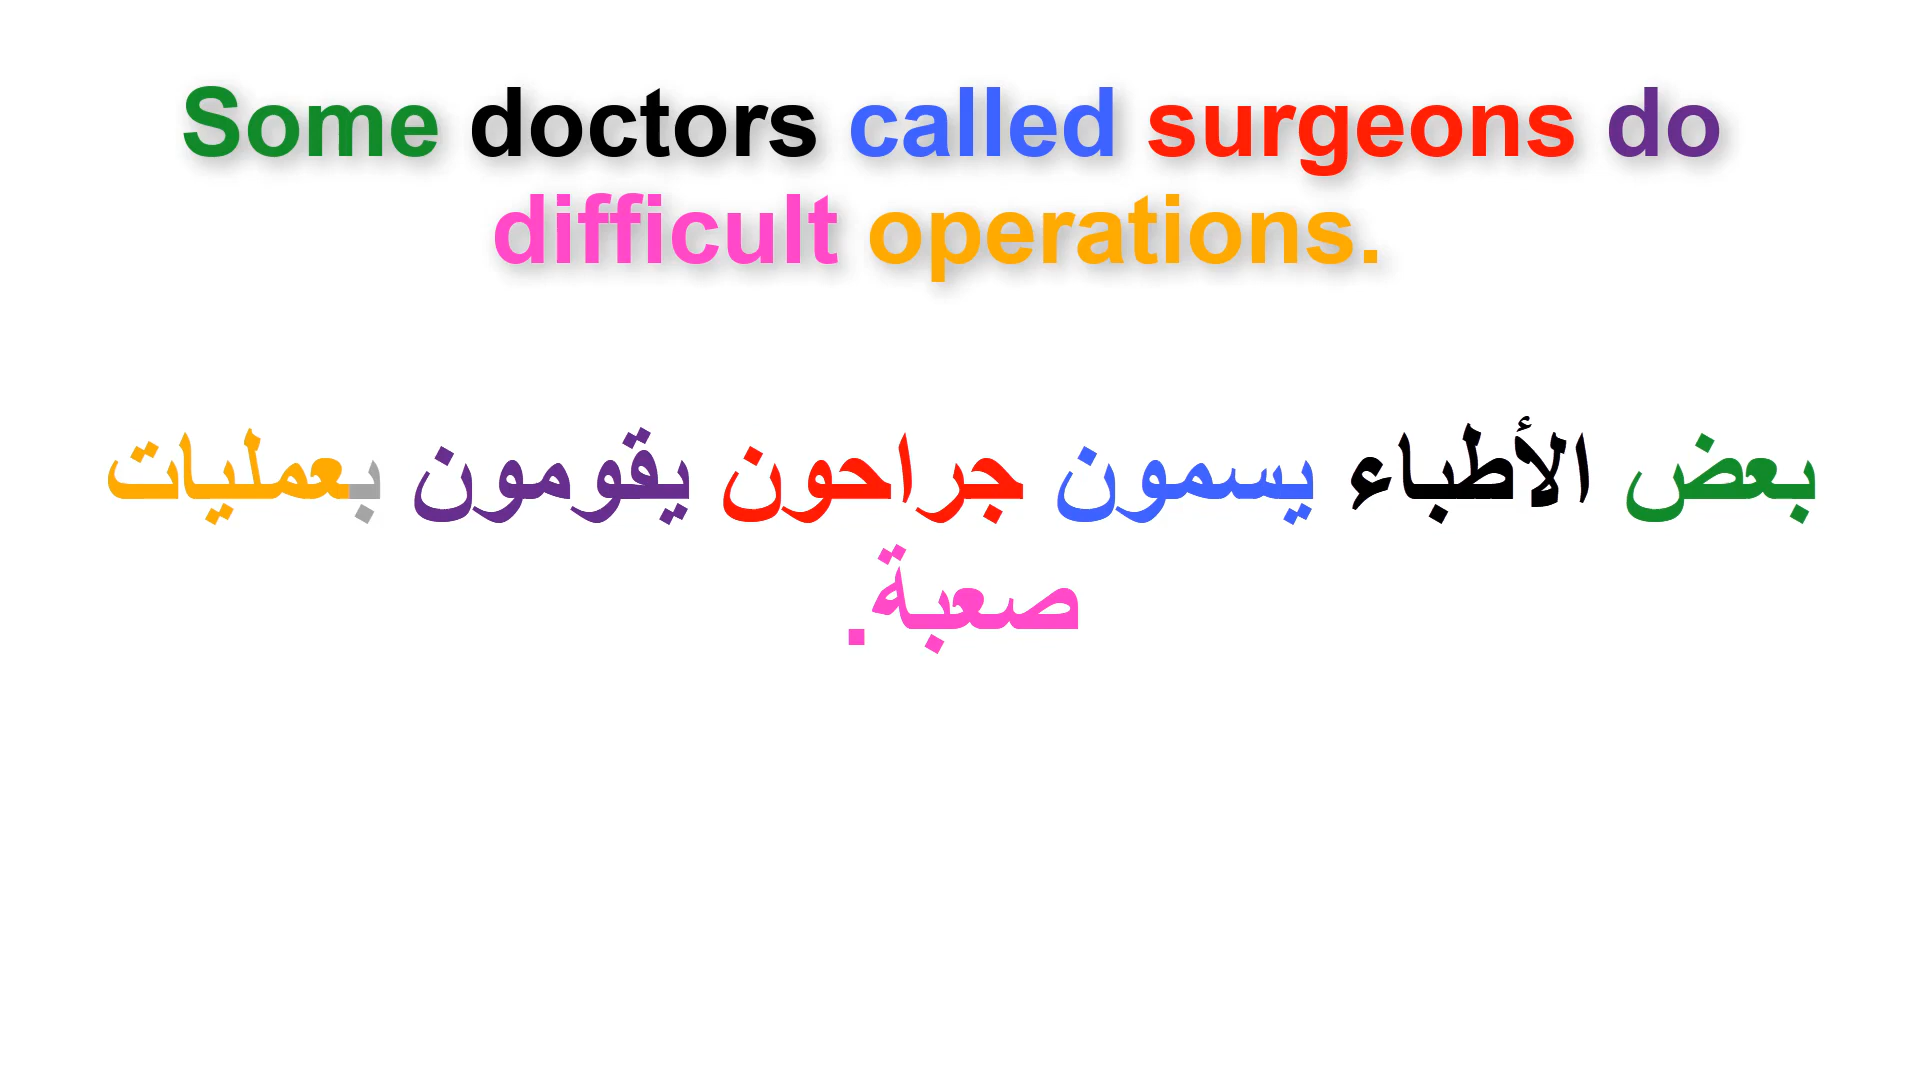 Some doctors called surgeons do
difficult operations.
بعض الأطباء يسمون جراحون يقومون بعمليات
صعبة.